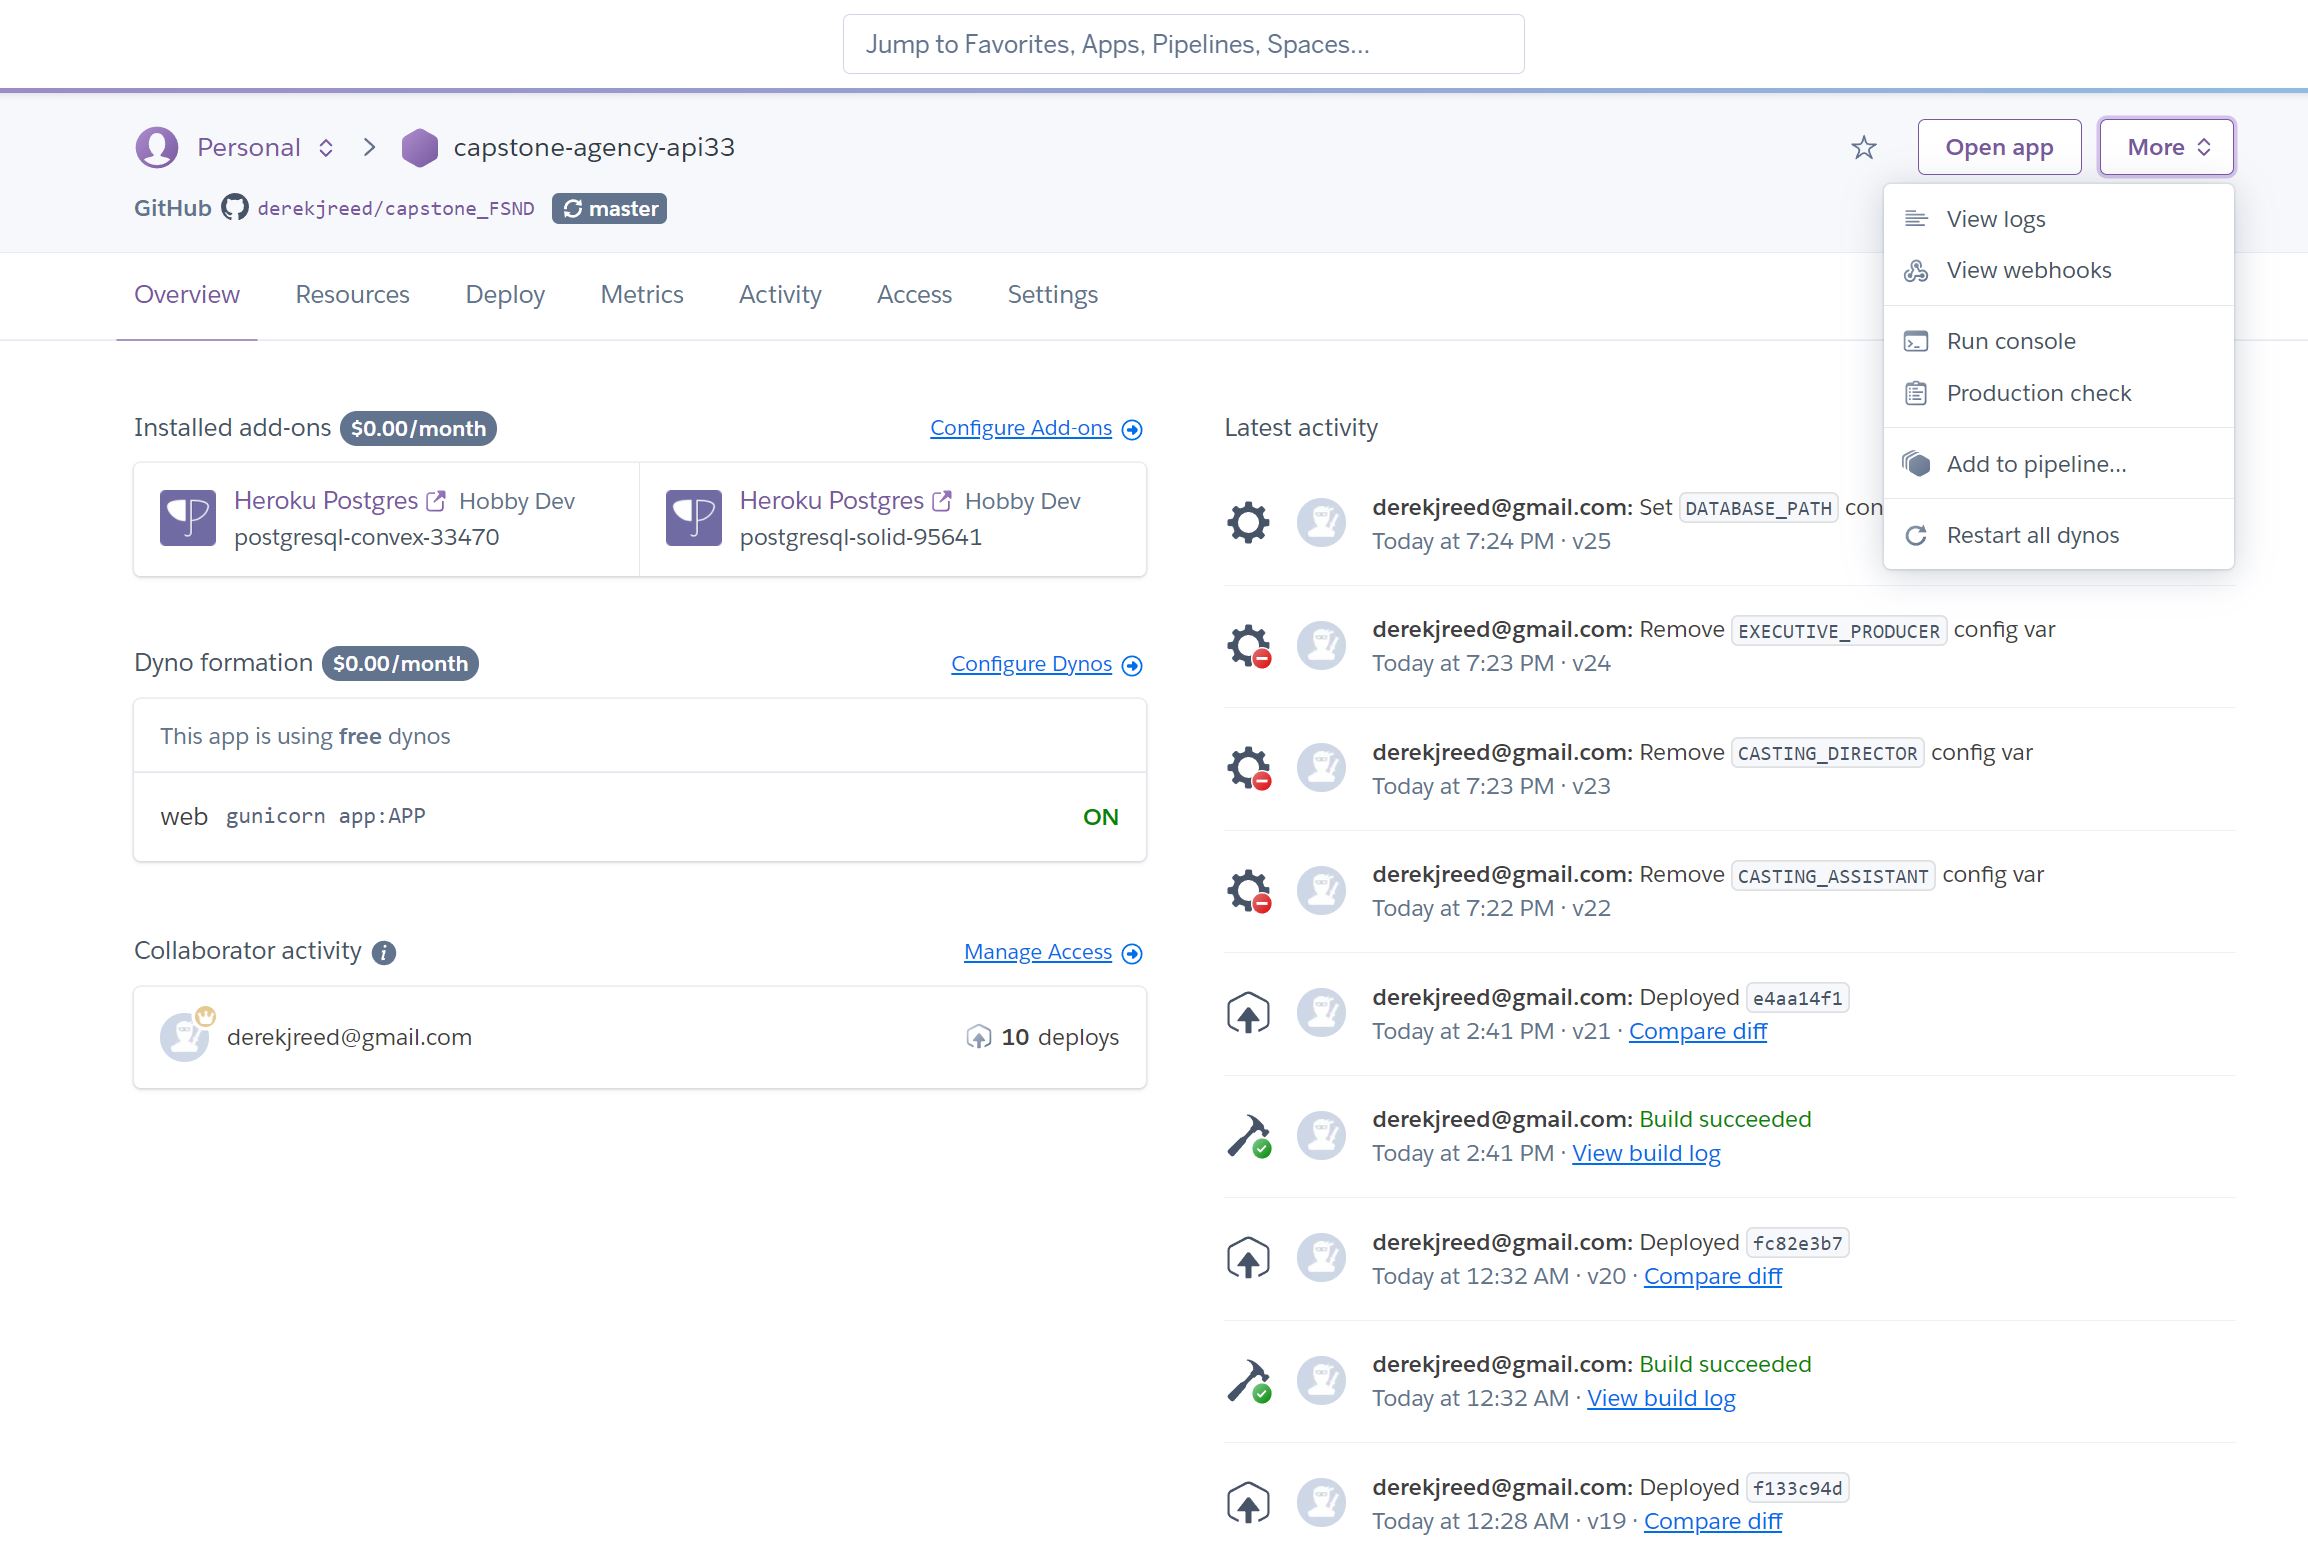 Jump to Favorites, Apps, Pipelines, Spaces...
Personal
capstone-agency-api33
Open app
More
GitHub derekjreed/capstone_FSND master
View logs
View webhooks
Run console
Production check
Add to pipeline...
Restart all dynos
Overview Resources Deploy Metrics Activity Access Settings
Installed add-ons $0.00/month
Configure Add-ons
Heroku Postgres Hobby Dev
postgresql-convex-33470
Heroku Postgres Hobby Dev
postgresql-solid-95641
Dyno formation $0.00/month
Configure Dynos
This app is using free dynos
web gunicorn app:APP ON
Collaborator activity
Manage Access
derekjreed@gmail.com 10 deploys
Latest activity
derekjreed@gmail.com: Set DATABASE_PATH con
Today at 7:24 PM · v25
derekjreed@gmail.com: Remove EXECUTIVE_PRODUCER config var
Today at 7:23 PM · v24
derekjreed@gmail.com: Remove CASTING_DIRECTOR config var
Today at 7:23 PM · v23
derekjreed@gmail.com: Remove CASTING_ASSISTANT config var
Today at 7:22 PM · v22
derekjreed@gmail.com: Deployed e4aa14f1
Today at 2:41 PM · v21 · Compare diff
derekjreed@gmail.com: Build succeeded
Today at 2:41 PM · View build log
derekjreed@gmail.com: Deployed fc82e3b7
Today at 12:32 AM · v20 · Compare diff
derekjreed@gmail.com: Build succeeded
Today at 12:32 AM · View build log
derekjreed@gmail.com: Deployed f133c94d
Today at 12:28 AM · v19 · Compare diff